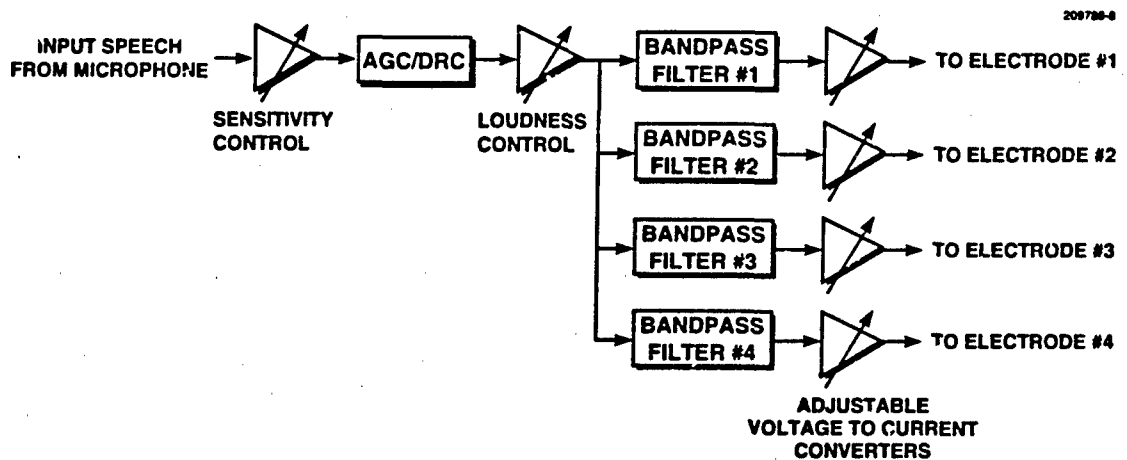 209786-8
INPUT SPEECH
FROM MICROPHONE
SENSITIVITY
CONTROL
AGC/DRC
LOUDNESS
CONTROL
BANDPASS
FILTER #1
TO ELECTRODE #1
BANDPASS
FILTER #2
TO ELECTRODE #2
BANDPASS
FILTER #3
TO ELECTRODE #3
BANDPASS
FILTER #4
TO ELECTRODE #4
ADJUSTABLE
VOLTAGE TO CURRENT
CONVERTERS